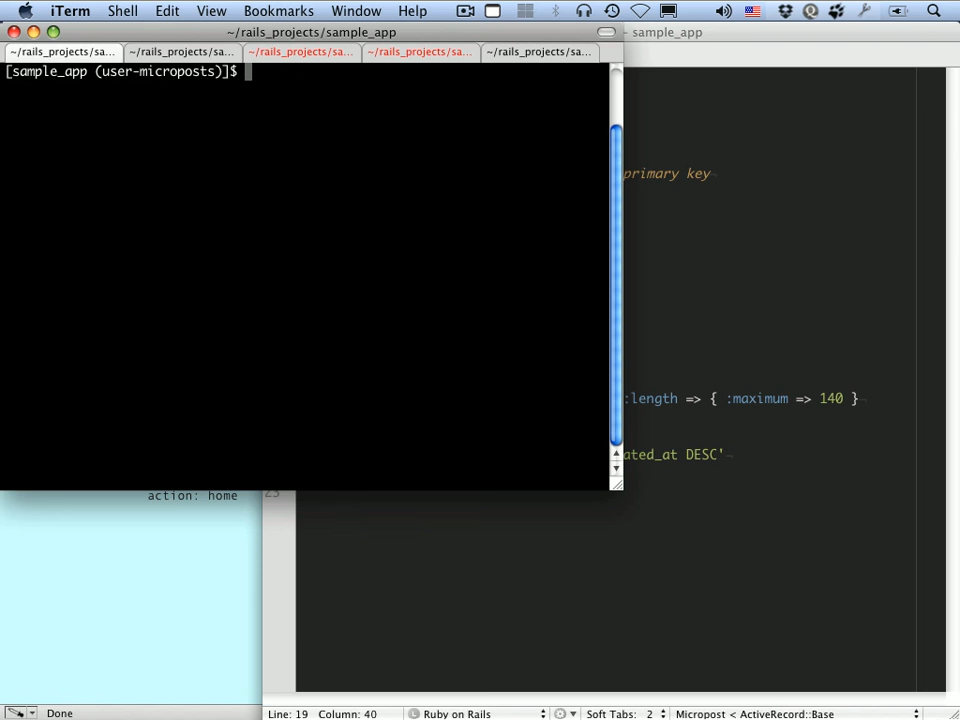 iTerm Shell Edit View Bookmarks Window Help
~/rails_projects/sample_app
— sample_app
~/rails_projects/sa... ~/rails_projects/sa... ~/rails_projects/sa... ~/rails_projects/sa... ~/rails_projects/sa...
[sample_app (user-microposts)]$
primary key
:length => { :maximum => 140 }
ated_at DESC'
action: home
23
Done
Line: 19 Column: 40 Ruby on Rails Soft Tabs: 2 Micropost < ActiveRecord::Base